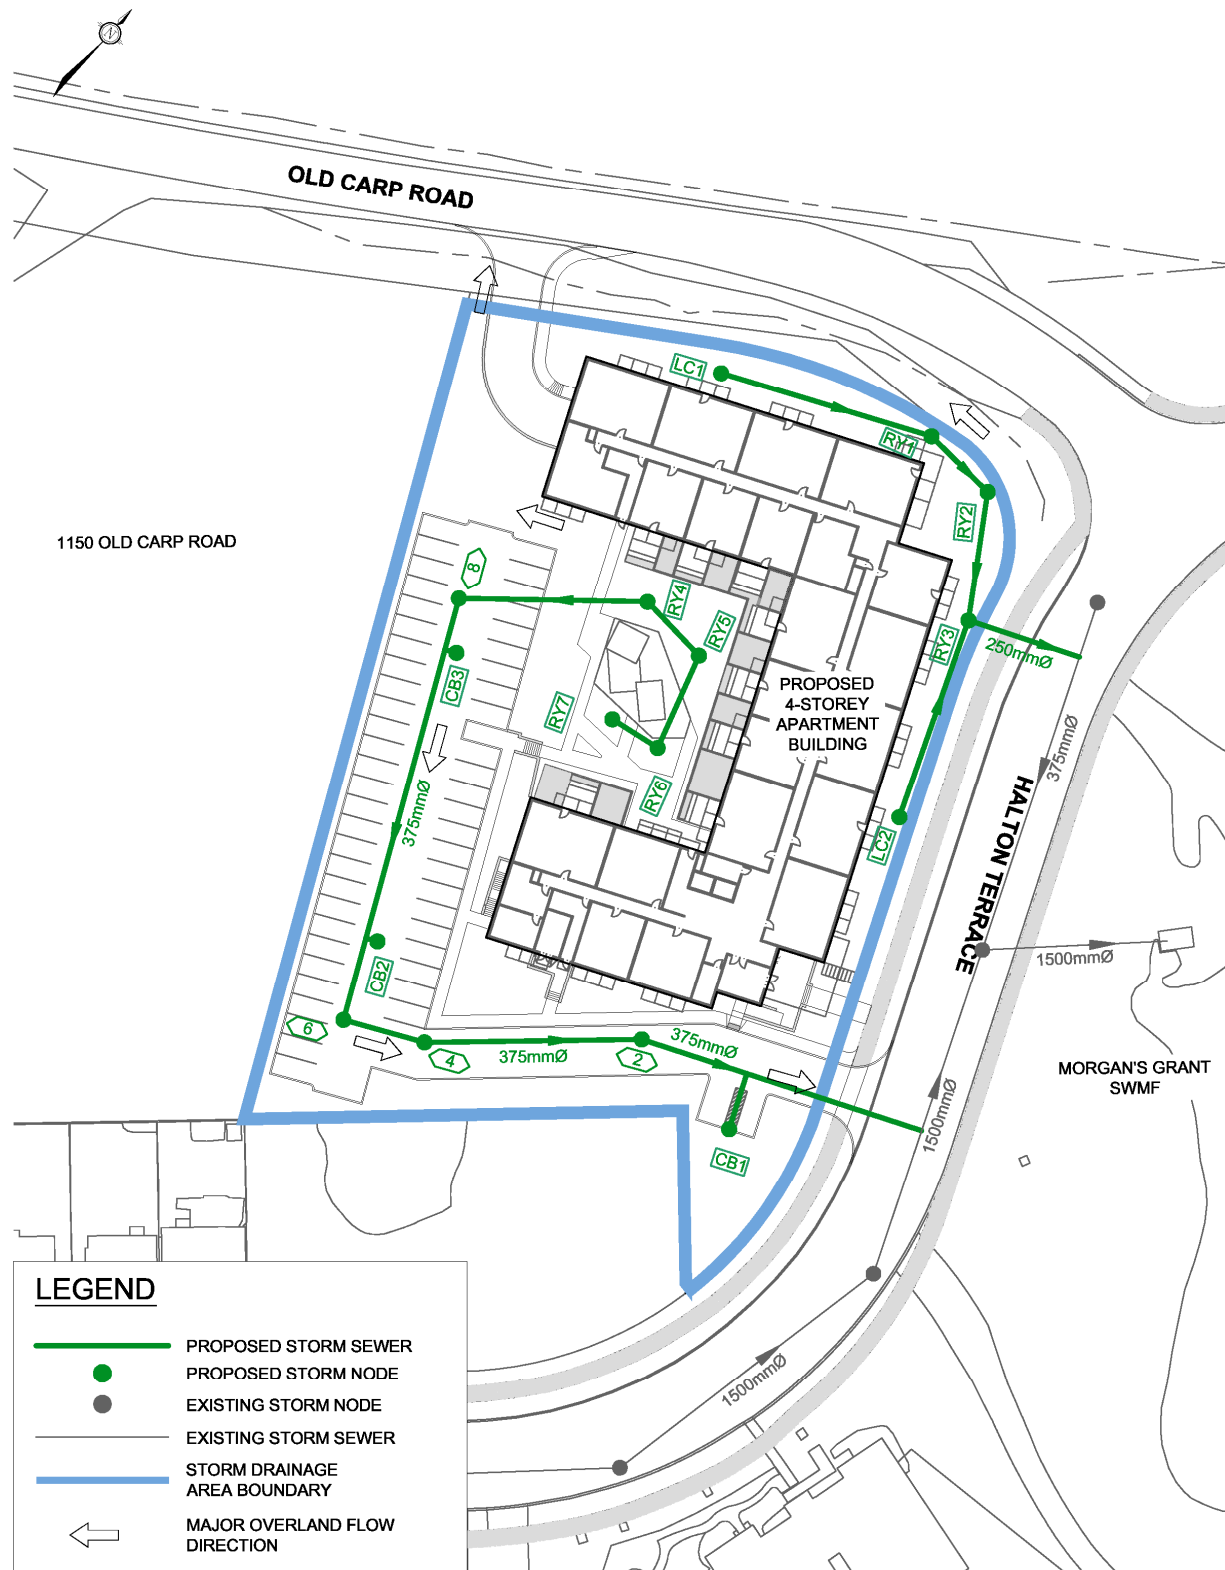 N
OLD CARP ROAD
LC1
RY1
RY2
1150 OLD CARP ROAD
8
RY4
RY5
RY3
250mmØ
CB3
RY7
PROPOSED
4-STOREY
APARTMENT
BUILDING
375mmØ
375mmØ
RY6
HALTON TERRACE
LC2
CB2
1500mmØ
6
4
375mmØ
2
375mmØ
MORGAN'S GRANT
SWMF
1500mmØ
CB1
1500mmØ
LEGEND
PROPOSED STORM SEWER
PROPOSED STORM NODE
EXISTING STORM NODE
EXISTING STORM SEWER
STORM DRAINAGE
AREA BOUNDARY
MAJOR OVERLAND FLOW
DIRECTION